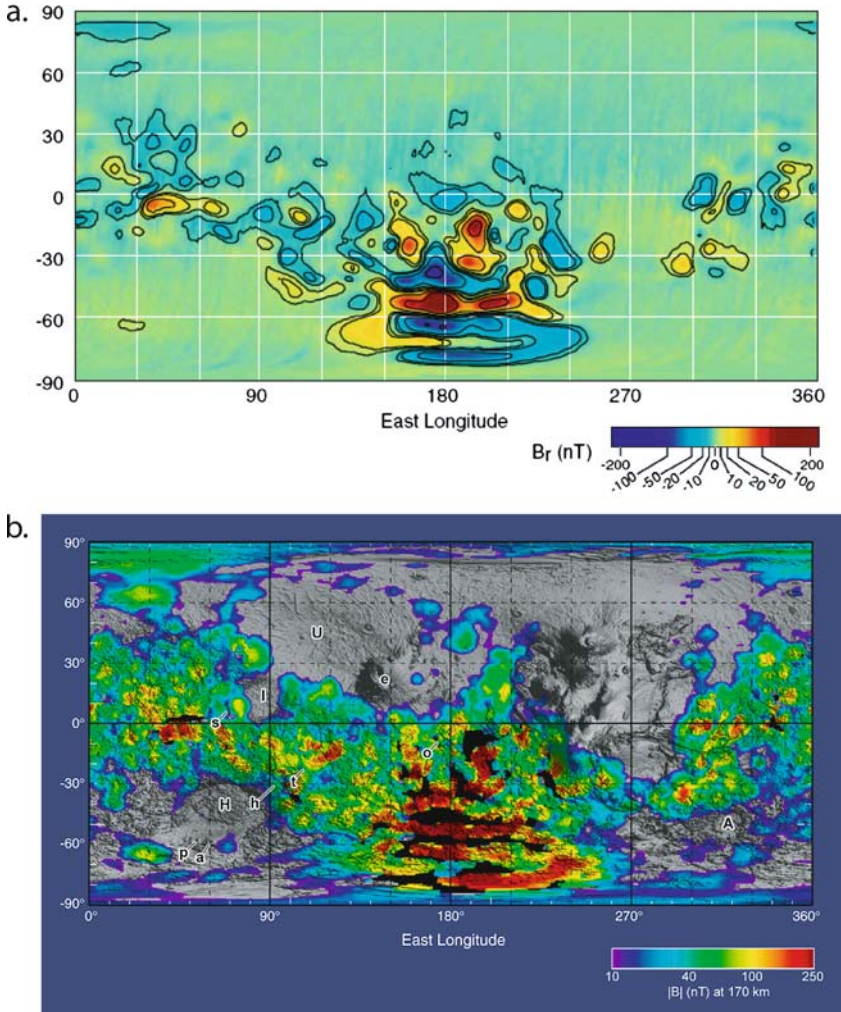 a.
90
60
30
0
-30
-60
-90
0 90 180 270 360
East Longitude
Br (nT)
-200 0 200
-100 -50 -20 -10 10 20 50 100
b.
90°
60°
30°
0°
-30°
-60°
-90°
U
e
I
s
o
t
h
H
A
p a
0° 90° 180° 270° 360°
East Longitude
10 40 100 250
|B| (nT) at 170 km